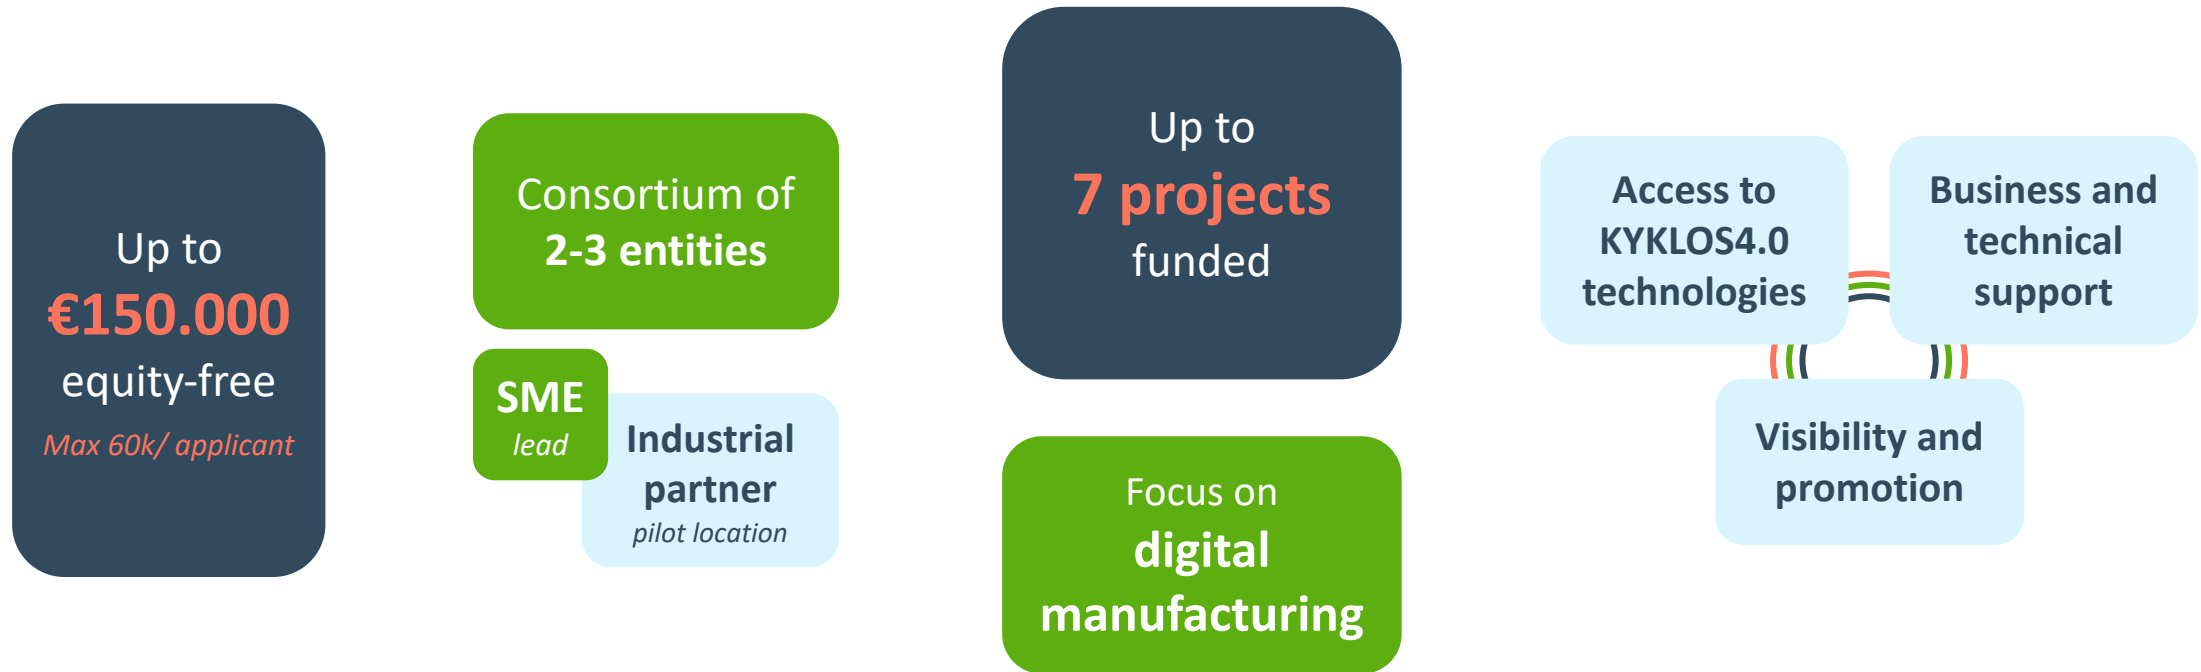 Up to
€150.000
equity-free
Max 60k/ applicant
Consortium of
2-3 entities
SME
lead
Industrial
partner
pilot location
Up to
7 projects
funded
Focus on
digital
manufacturing
Access to
KYKLOS4.0
technologies
Business and
technical
support
Visibility and
promotion